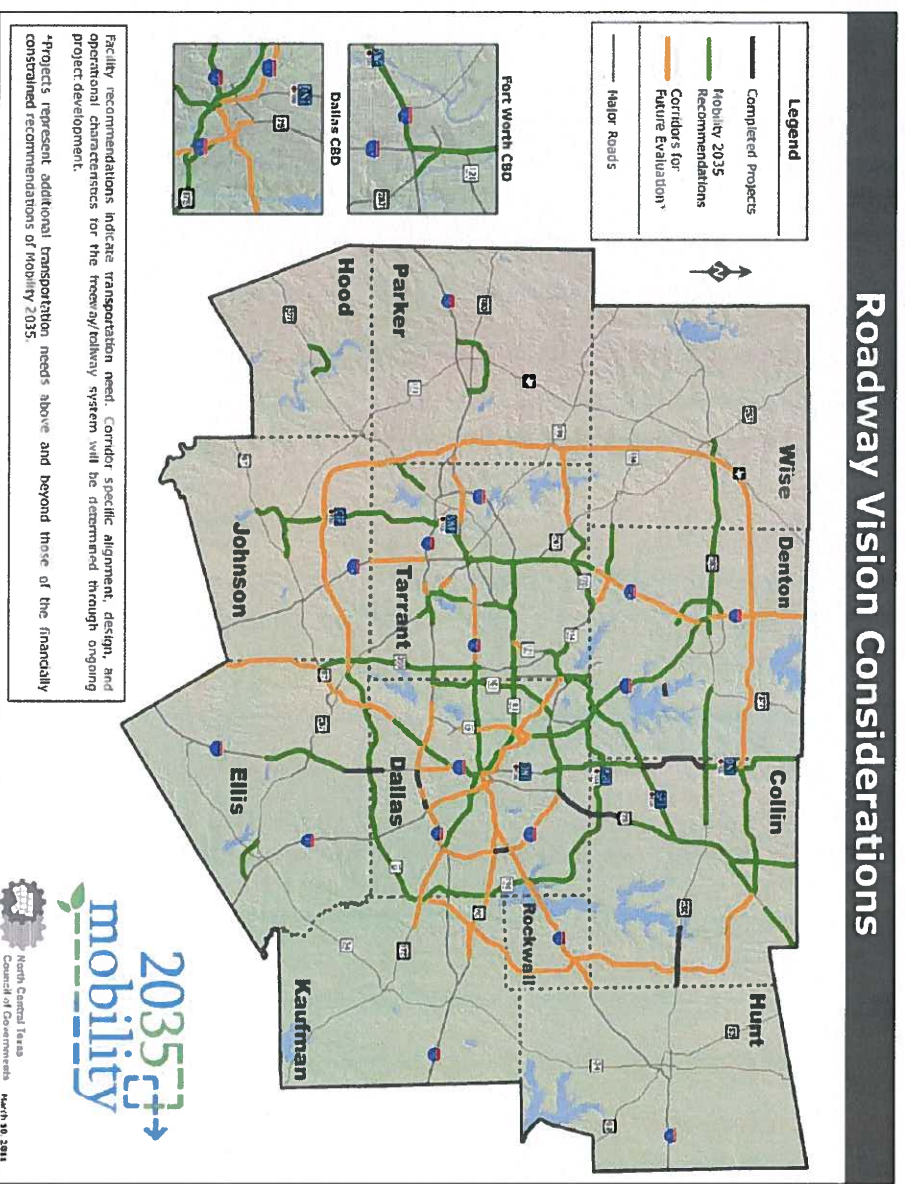 Roadway Vision Considerations
Legend
Completed Projects
Mobility 2035
Recommendations
Corridors for
Future Evaluation*
Major Roads
Fort Worth CBD
Dallas CBD
Wise
Denton
Collin
Hunt
Parker
Tarrant
Dallas
Rockwall
Hood
Johnson
Ellis
Kaufman
Facility recommendations indicate transportation need. Corridor specific alignment, design, and
operational characteristics for the freeway/tollway system will be determined through ongoing
project development.
*Projects represent additional transportation needs above and beyond those of the financially
constrained recommendations of Mobility 2035.
2035
mobility
North Central Texas
Council of Governments
March 10, 2011